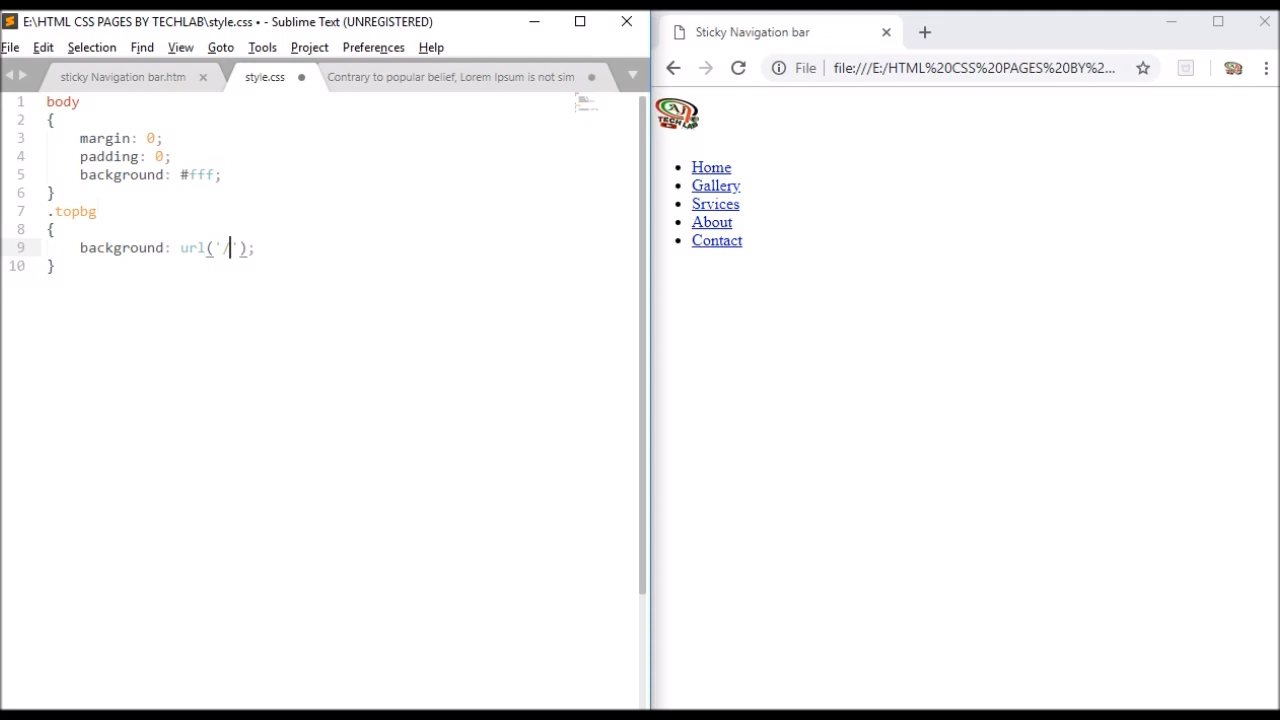 E:\HTML CSS PAGES BY TECHLAB\style.css • - Sublime Text (UNREGISTERED)
File Edit Selection Find View Goto Tools Project Preferences Help
sticky Navigation bar.htm style.css Contrary to popular belief, Lorem Ipsum is not sim
1 body
2 {
3 margin: 0;
4 padding: 0;
5 background: #fff;
6 }
7 .topbg
8 {
9 background: url('/');
10 }
Sticky Navigation bar
File file:///E:/HTML%20CSS%20PAGES%20BY%2...
TECH LAB
Home
Gallery
Srvices
About
Contact